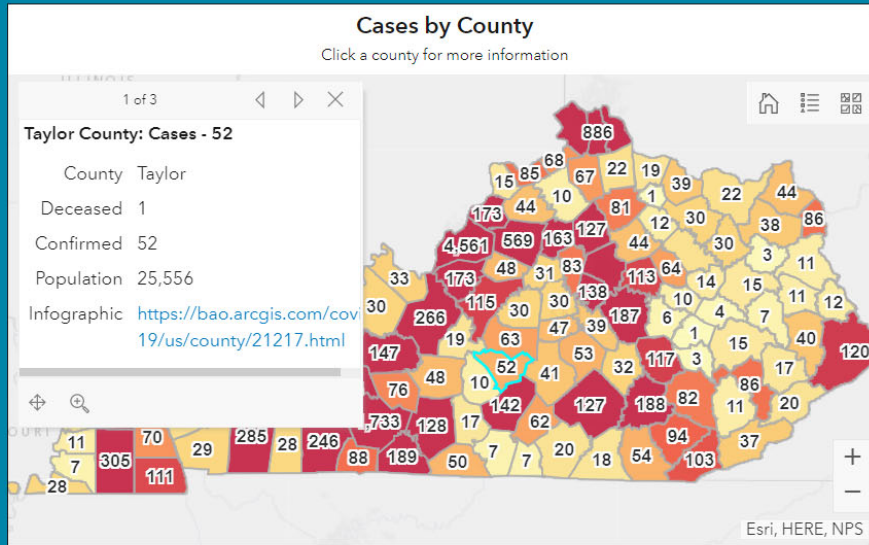 Cases by County
Click a county for more information
1 of 3
Taylor County: Cases - 52
County Taylor
Deceased 1
Confirmed 52
Population 25,556
Infographic https://bao.arcgis.com/covi
19/us/county/21217.html
886
68
15 85 67 22 19 39 22 44
10 1
173 44 81 12 30 38 86
4,561 569 163 127 44 30 3 11
33 173 48 31 83 113 64 14 15
30 115 30 30 138 10 11 12
266 187 6 4 7
19 63 47 39 1 15 40 120
147 52 53 117 3 17
76 48 10 41 32 86
142 127 188 82 11 20
,733 128 17 62 94 37
11 70 29 285 28 246 88 189 50 7 7 20 18 54 103
7 305 111
28
Esri, HERE, NPS